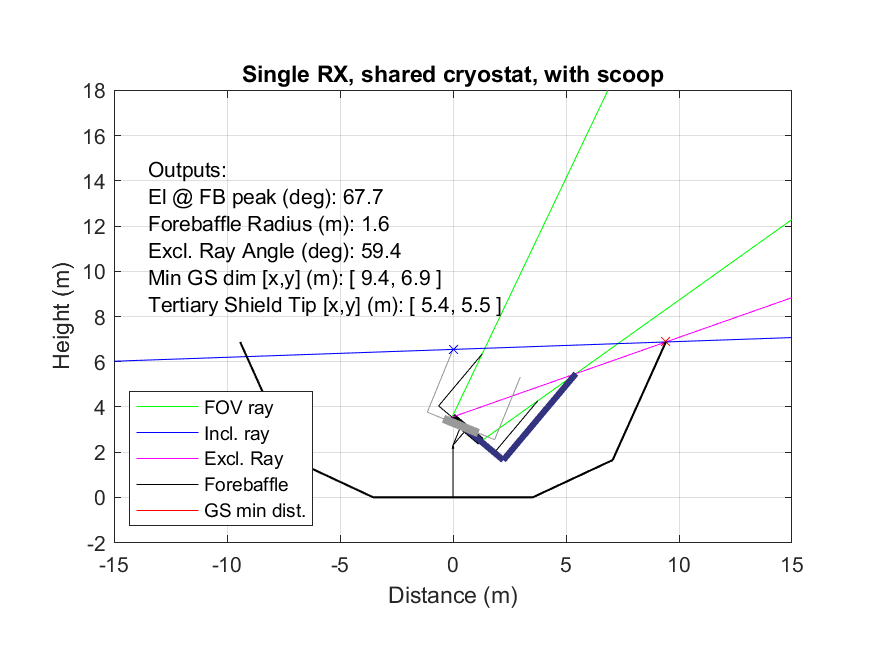 Single RX, shared cryostat, with scoop
18
16
14
12
10
8
6
4
2
0
-2
Height (m)
Outputs:
El @ FB peak (deg): 67.7
Forebaffle Radius (m): 1.6
Excl. Ray Angle (deg): 59.4
Min GS dim [x,y] (m): [ 9.4, 6.9 ]
Tertiary Shield Tip [x,y] (m): [ 5.4, 5.5 ]
FOV ray
Incl. ray
Excl. Ray
Forebaffle
GS min dist.
-15 -10 -5 0 5 10 15
Distance (m)